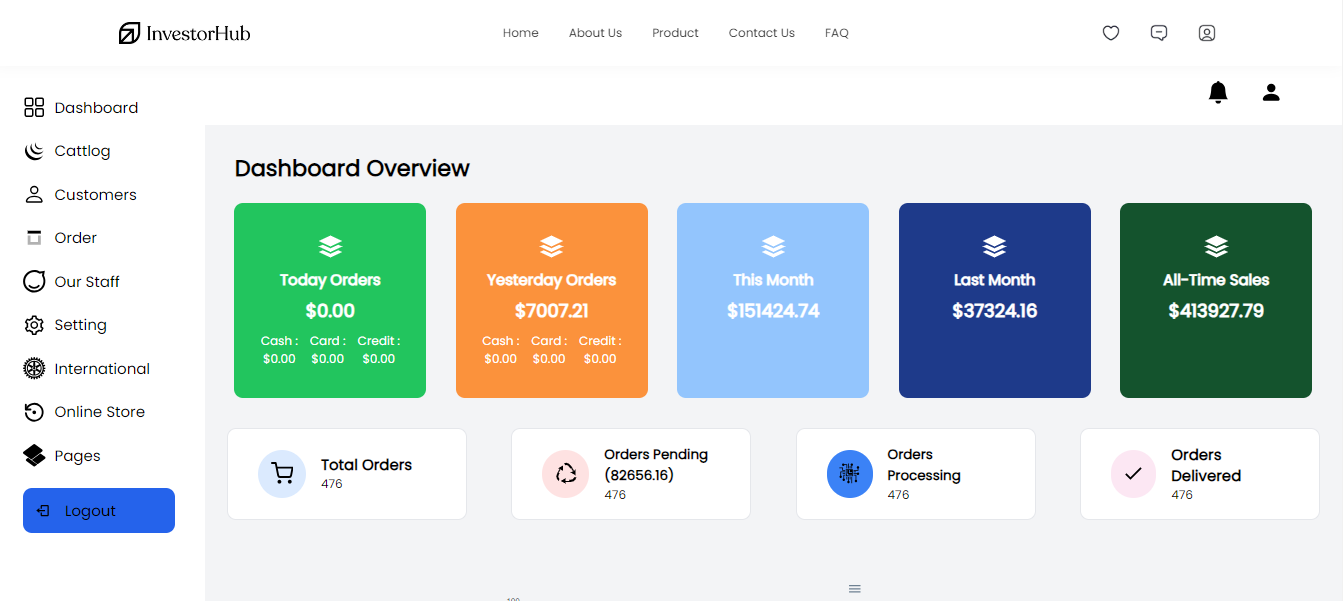 InvestorHub
Home About Us Product Contact Us FAQ
Dashboard
Cattlog
Customers
Order
Our Staff
Setting
International
Online Store
Pages
Logout
Dashboard Overview
Today Orders
$0.00
Cash : Card : Credit :
$0.00 $0.00 $0.00
Yesterday Orders
$7007.21
Cash : Card : Credit :
$0.00 $0.00 $0.00
This Month
$151424.74
Last Month
$37324.16
All-Time Sales
$413927.79
Total Orders
476
Orders Pending
(82656.16)
476
Orders
Processing
476
Orders
Delivered
476
100